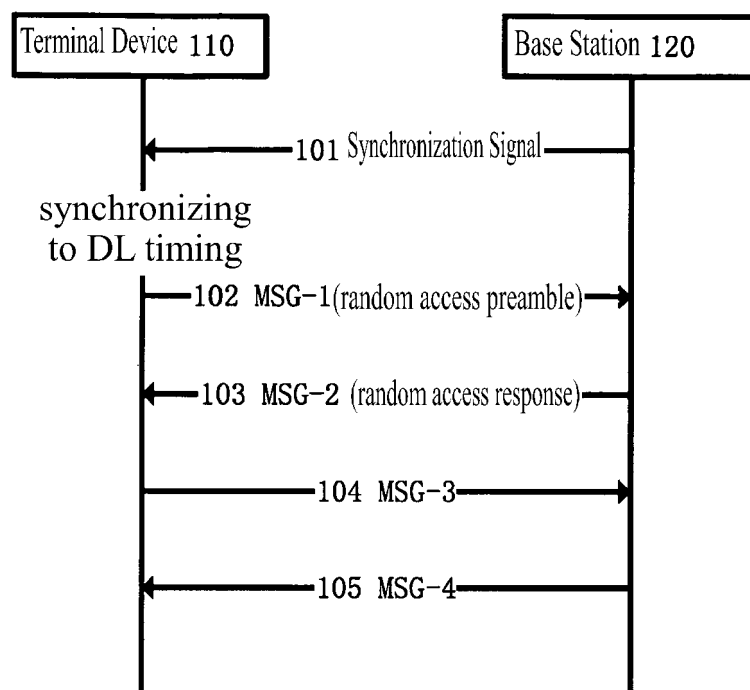 Terminal Device 110
Base Station 120
101 Synchronization Signal
synchronizing
to DL timing
102 MSG-1(random access preamble)
103 MSG-2 (random access response)
104 MSG-3
105 MSG-4